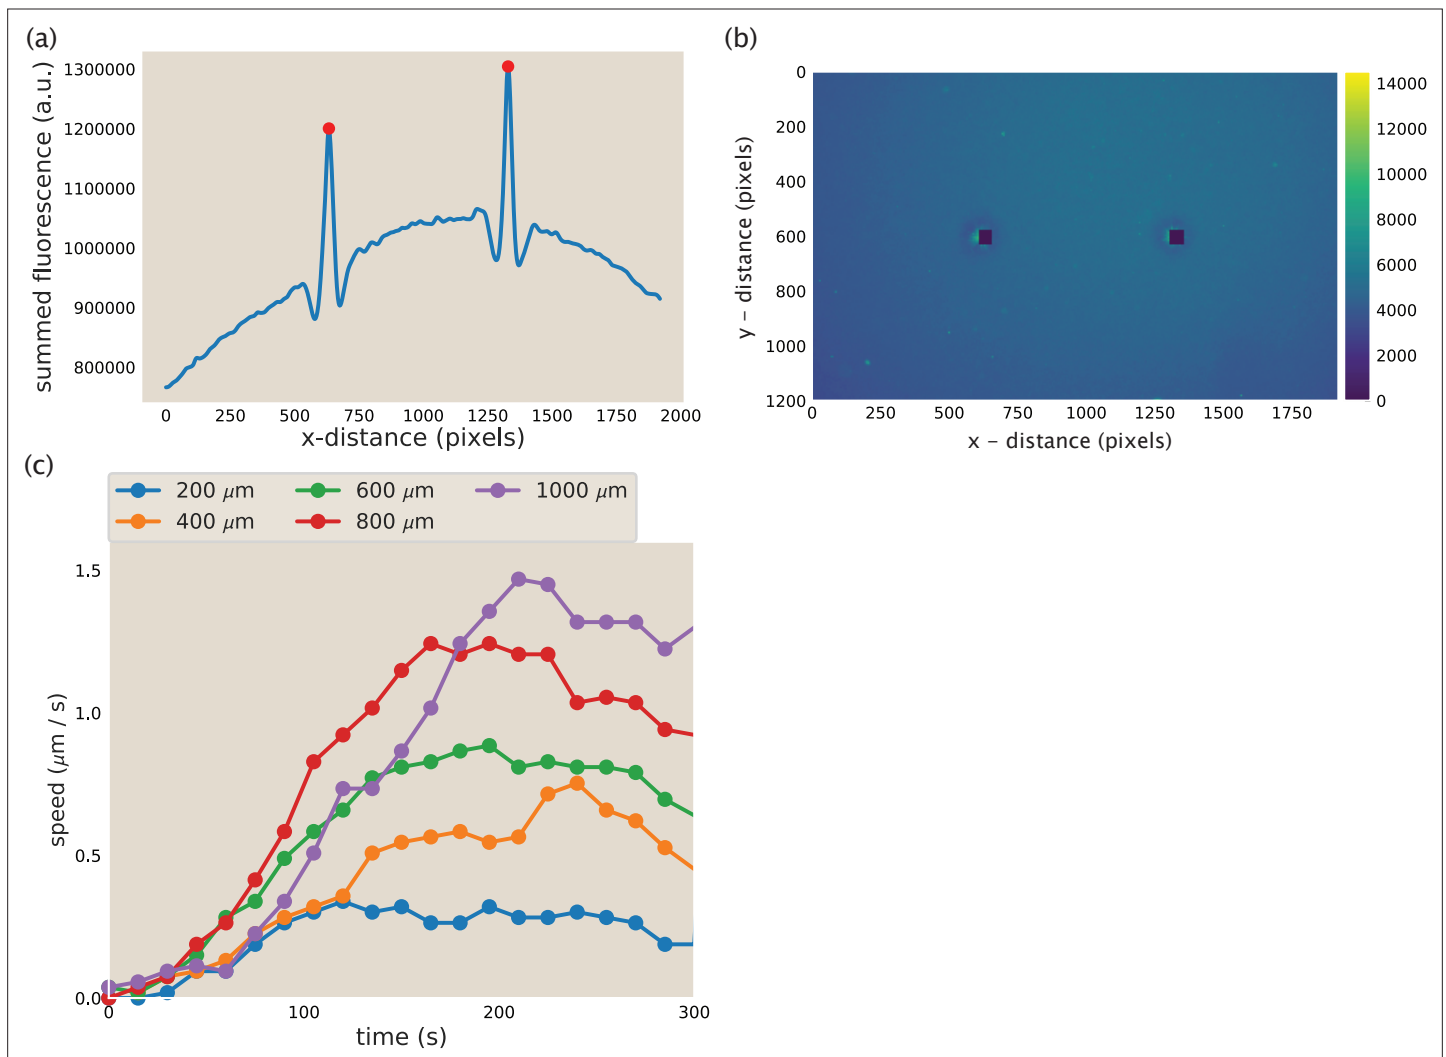 (a)
1300000
1200000
1100000
1000000
900000
800000
summed fluorescence (a.u.)
0 250 500 750 1000 1250 1500 1750 2000
x-distance (pixels)
(b)
0
200
400
600
800
1000
1200
y – distance (pixels)
0 250 500 750 1000 1250 1500 1750
x – distance (pixels)
14000
12000
10000
8000
6000
4000
2000
0
(c)
200 μm 600 μm 1000 μm
400 μm 800 μm
1.5
1.0
0.5
0.0
speed (μm / s)
0 100 200 300
time (s)